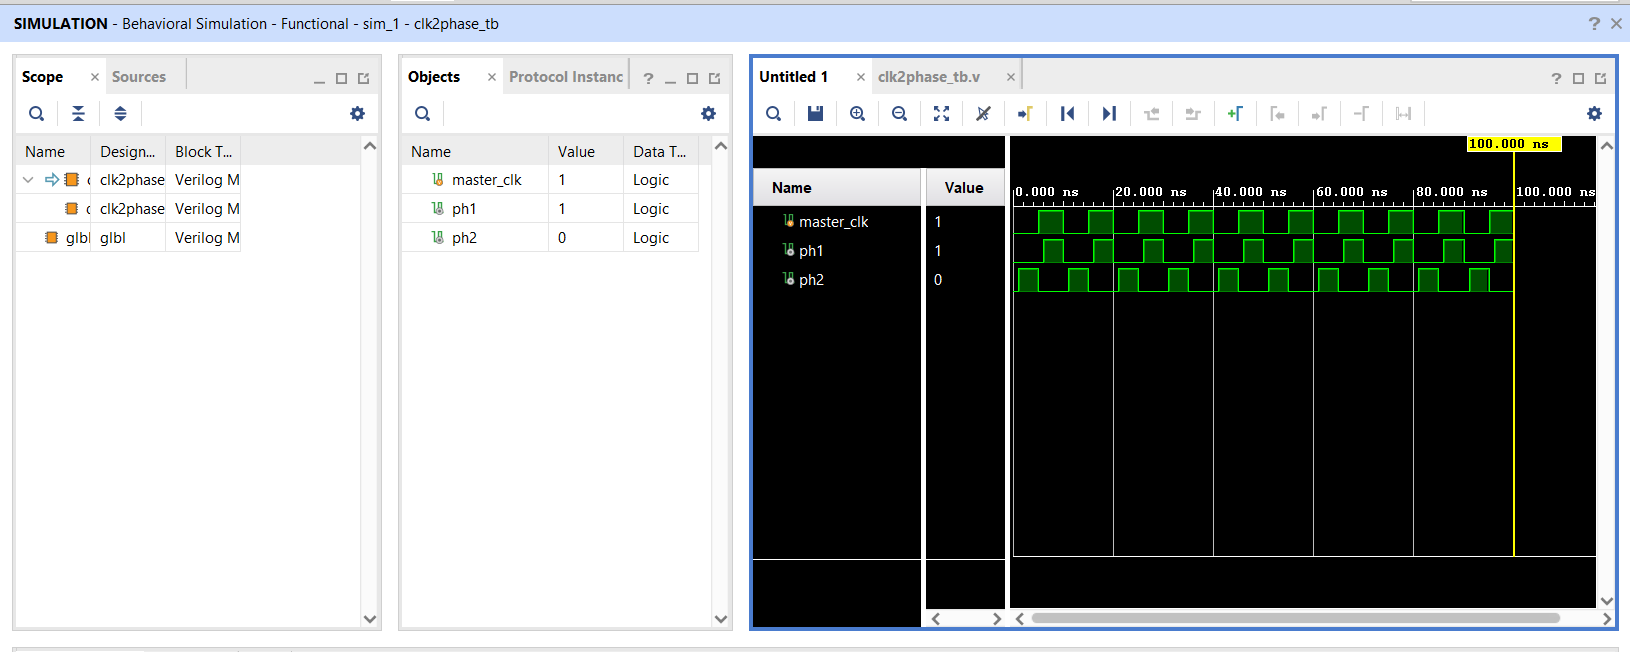 SIMULATION - Behavioral Simulation - Functional - sim_1 - clk2phase_tb
Scope
Sources
Name Design... Block T...
clk2phase Verilog M
clk2phase Verilog M
glbl glbl Verilog M
Objects
Protocol Instanc
Name Value Data T...
master_clk 1 Logic
ph1 1 Logic
ph2 0 Logic
Untitled 1
clk2phase_tb.v
100.000 ns
Name Value
0.000 ns 20.000 ns 40.000 ns 60.000 ns 80.000 ns 100.000 ns
master_clk 1
ph1 1
ph2 0